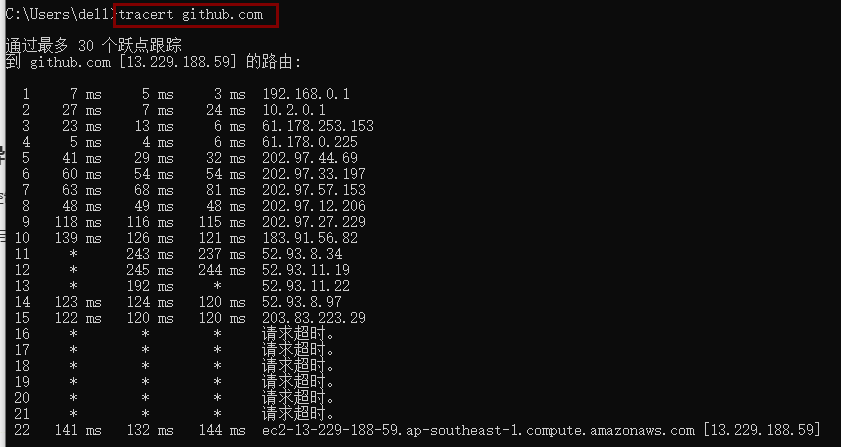 C:\Users\dell>tracert github.com
通过最多 30 个跃点跟踪
到 github.com [13.229.188.59] 的路由:
1 7 ms 5 ms 3 ms 192.168.0.1
2 27 ms 7 ms 24 ms 10.2.0.1
3 23 ms 13 ms 6 ms 61.178.253.153
4 5 ms 4 ms 6 ms 61.178.0.225
5 41 ms 29 ms 32 ms 202.97.44.69
6 60 ms 54 ms 54 ms 202.97.33.197
7 63 ms 68 ms 81 ms 202.97.57.153
8 48 ms 49 ms 48 ms 202.97.12.206
9 118 ms 116 ms 115 ms 202.97.27.229
10 139 ms 126 ms 121 ms 183.91.56.82
11 * 243 ms 237 ms 52.93.8.34
12 * 245 ms 244 ms 52.93.11.19
13 * 192 ms * 52.93.11.22
14 123 ms 124 ms 120 ms 52.93.8.97
15 122 ms 120 ms 120 ms 203.83.223.29
16 * * * 请求超时。
17 * * * 请求超时。
18 * * * 请求超时。
19 * * * 请求超时。
20 * * * 请求超时。
21 * * * 请求超时。
22 141 ms 132 ms 144 ms ec2-13-229-188-59.ap-southeast-1.compute.amazonaws.com [13.229.188.59]